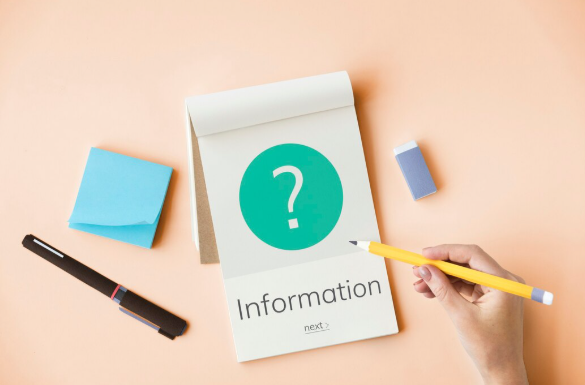 ?
Information
next >